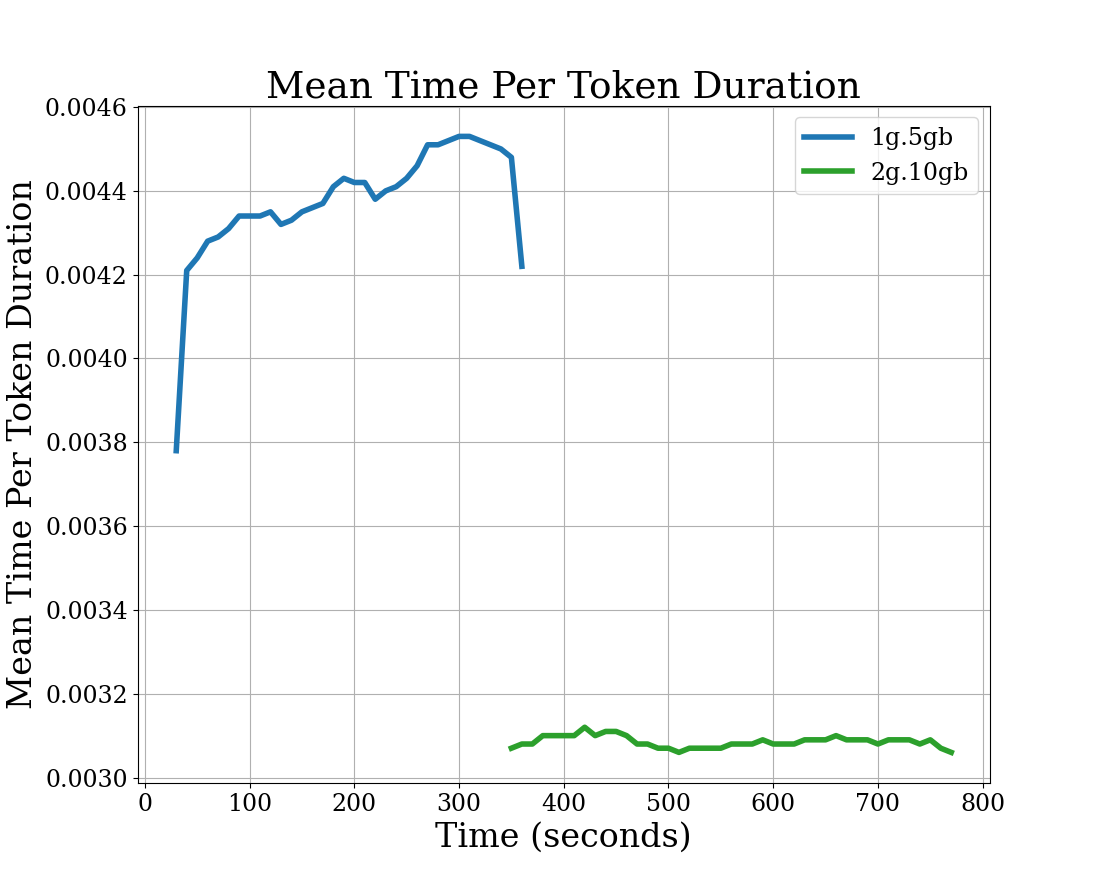 Mean Time Per Token Duration
1g.5gb
2g.10gb
Mean Time Per Token Duration
0.0046
0.0044
0.0042
0.0040
0.0038
0.0036
0.0034
0.0032
0.0030
0 100 200 300 400 500 600 700 800
Time (seconds)